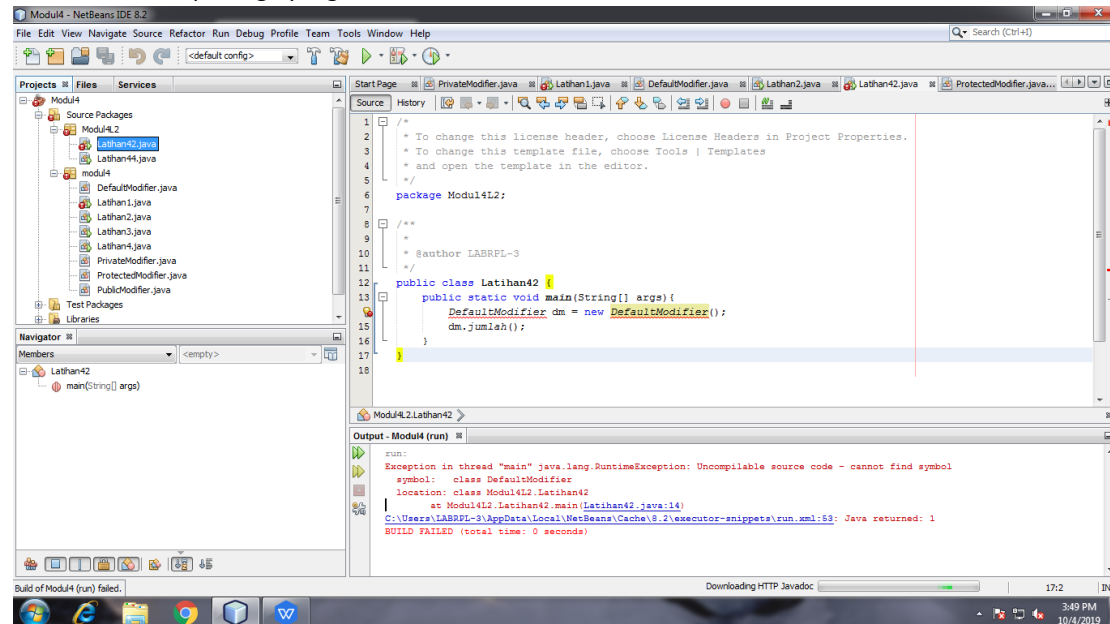 Modul4 - NetBeans IDE 8.2
File Edit View Navigate Source Refactor Run Debug Profile Team Tools Window Help
Search (Ctrl+I)
<default config>
Projects Files Services
Modul4
Source Packages
Modul4L2
Latihan42.java
Latihan44.java
modul4
DefaultModifier.java
Latihan1.java
Latihan2.java
Latihan3.java
Latihan4.java
PrivateModifier.java
ProtectedModifier.java
PublicModifier.java
Test Packages
Libraries
Navigator
Members <empty>
Latihan42
main(String[] args)
Start Page PrivateModifier.java Latihan1.java DefaultModifier.java Latihan2.java Latihan42.java ProtectedModifier.java...
Source History
1 /*
2 * To change this license header, choose License Headers in Project Properties.
3 * To change this template file, choose Tools | Templates
4 * and open the template in the editor.
5 */
6 package Modul4L2;
7
8 /**
9 *
10 * @author LABRPL-3
11 */
12 public class Latihan42 {
13 public static void main(String[] args){
DefaultModifier dm = new DefaultModifier();
15 dm.jumlah();
16 }
17 }
18
Modul4L2.Latihan42
Output - Modul4 (run)
run:
Exception in thread "main" java.lang.RuntimeException: Uncompilable source code - cannot find symbol
symbol: class DefaultModifier
location: class Modul4L2.Latihan42
at Modul4L2.Latihan42.main(Latihan42.java:14)
C:\Users\LABRPL-3\AppData\Local\NetBeans\Cache\8.2\executor-snippets\run.xml:53: Java returned: 1
BUILD FAILED (total time: 0 seconds)
Build of Modul4 (run) failed.
Downloading HTTP Javadoc
17:2
3:49 PM
10/4/2019